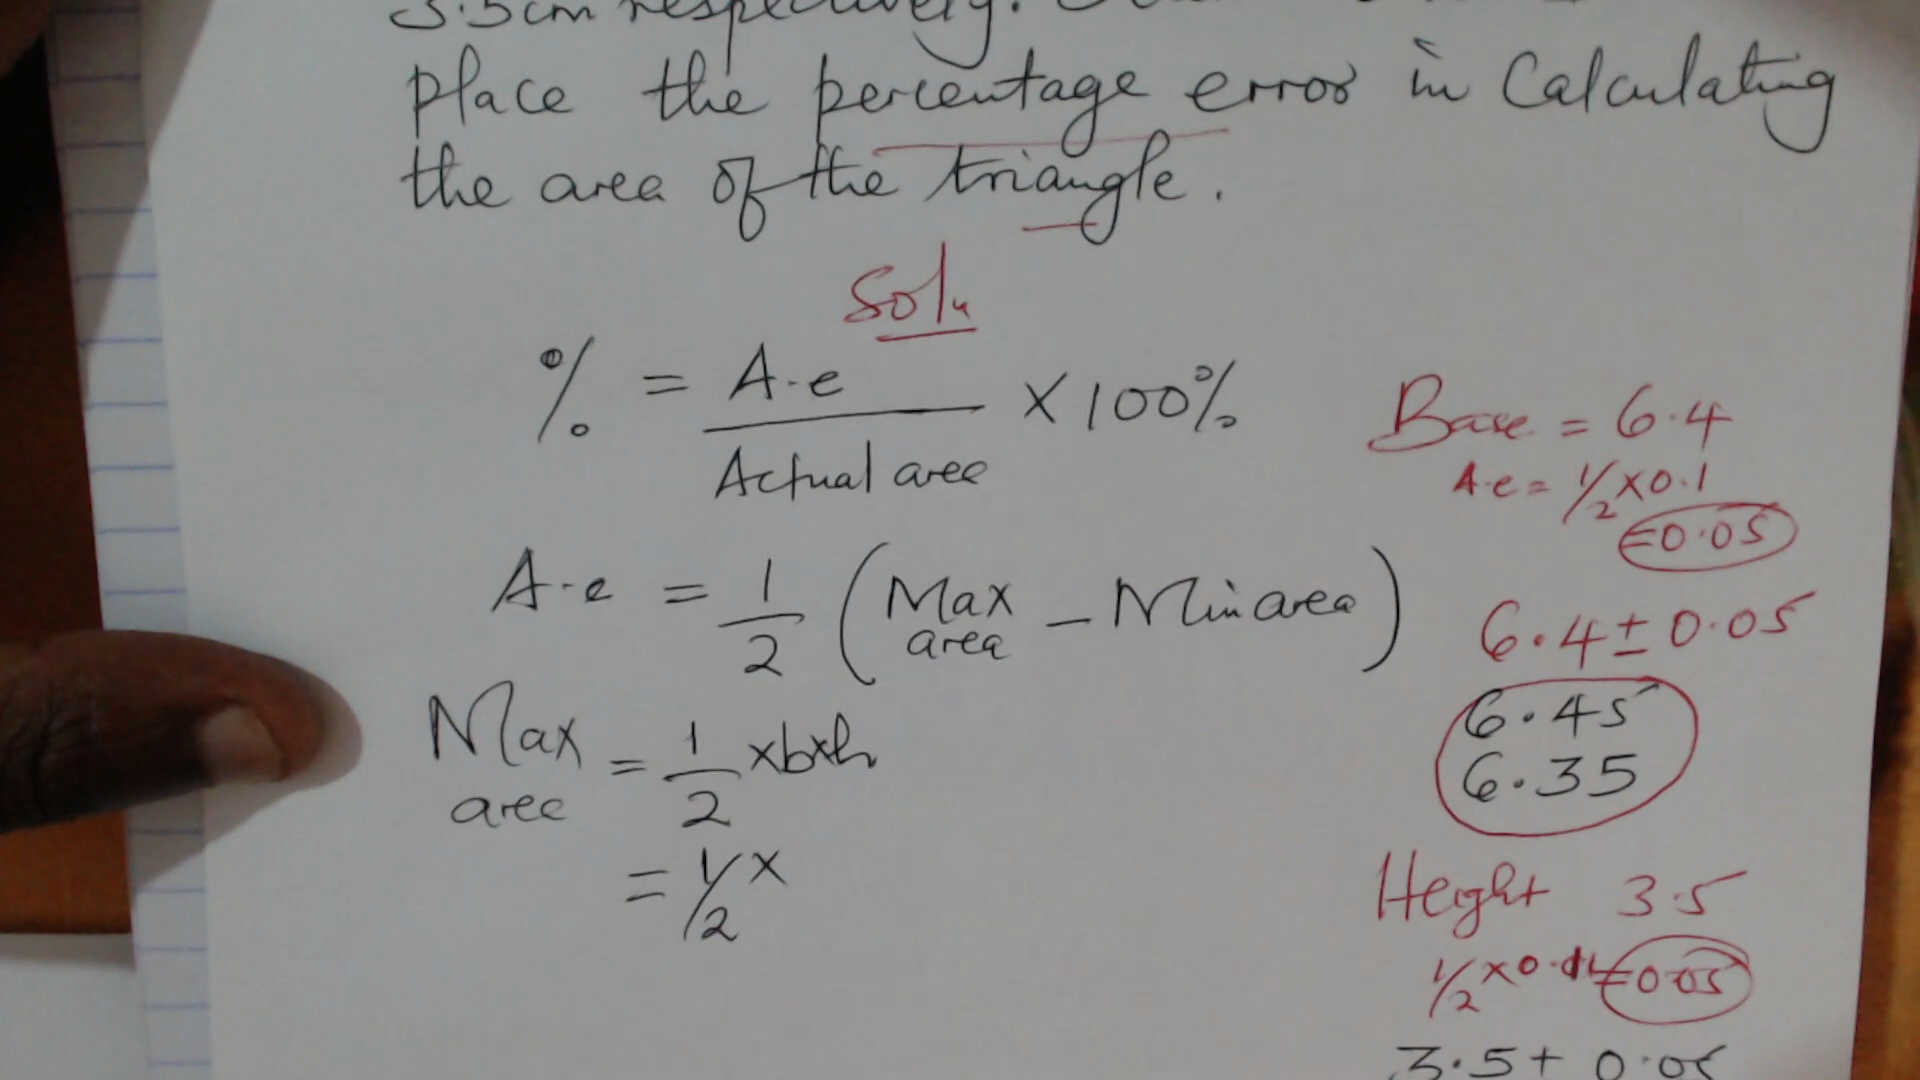 3.5cm respectively.
place the percentage error in Calculating
the area of the triangle.
Soln
% = A.e / Actual area × 100%
A.e = 1/2 (Max area - Min area)
Max area = 1/2 ×b×h
= 1/2 ×
Base = 6.4
A.e = 1/2 × 0.1
=0.05
6.4 ± 0.05
6.45
6.35
Height 3.5
1/2 × 0.1 =0.05
3.5 + 0.05